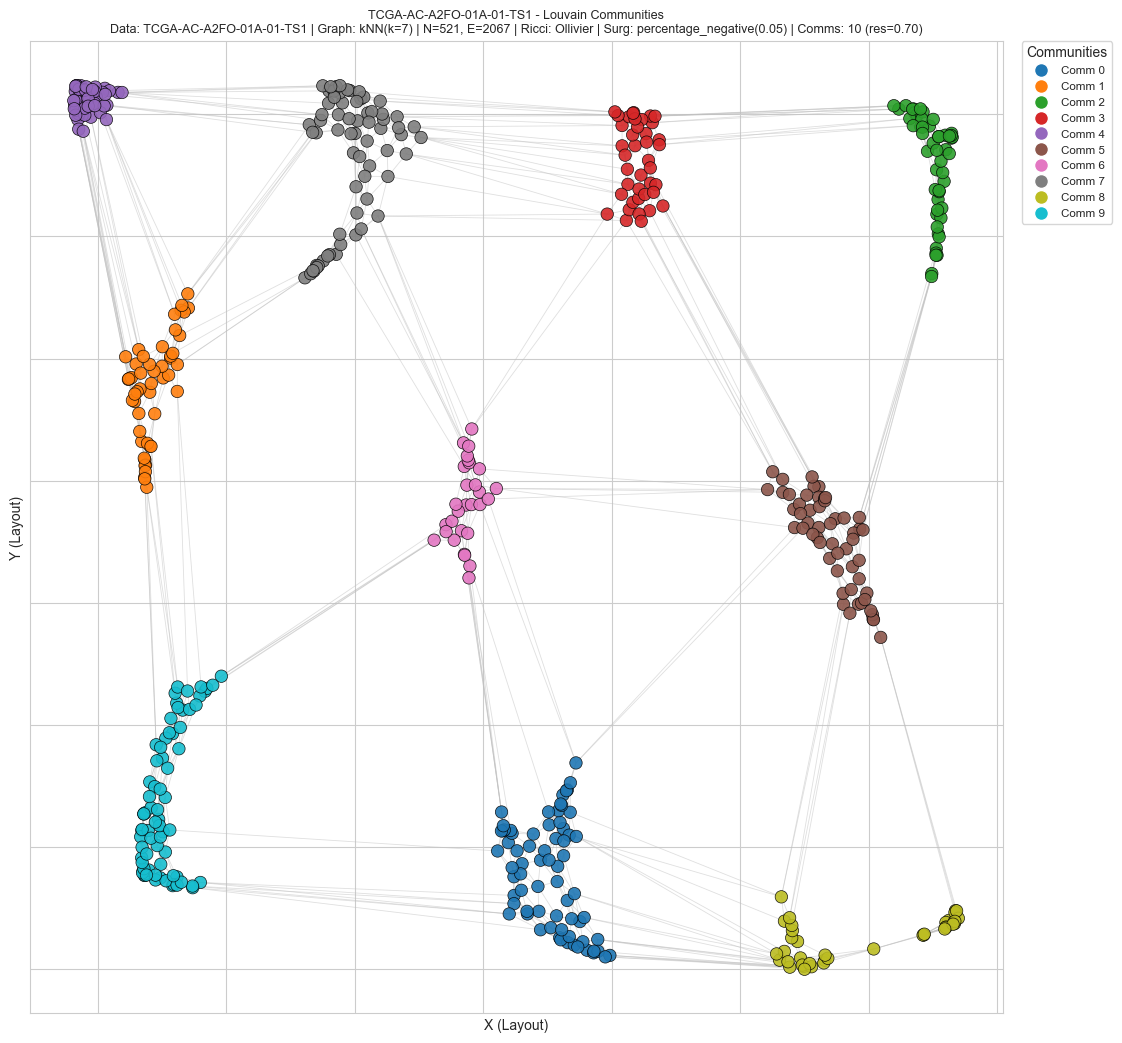 TCGA-AC-A2FO-01A-01-TS1 - Louvain Communities
Data: TCGA-AC-A2FO-01A-01-TS1 | Graph: kNN(k=7) | N=521, E=2067 | Ricci: Ollivier | Surg: percentage_negative(0.05) | Comms: 10 (res=0.70)
Communities
Comm 0
Comm 1
Comm 2
Comm 3
Comm 4
Comm 5
Comm 6
Comm 7
Comm 8
Comm 9
Y (Layout)
X (Layout)